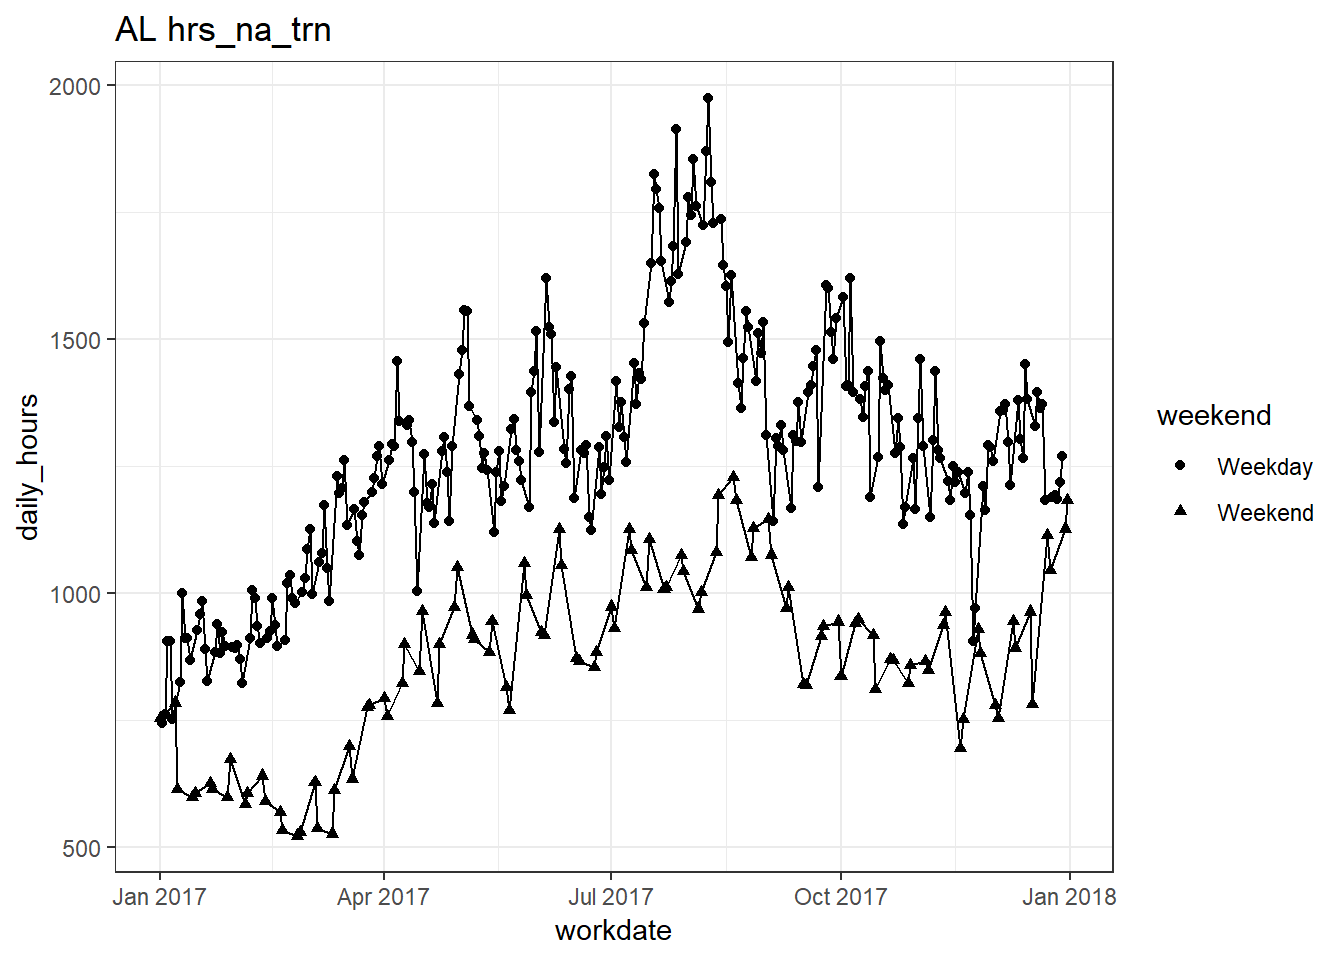 AL hrs_na_trn
2000
1500
1000
500
daily_hours
Jan 2017
Apr 2017
Jul 2017
Oct 2017
Jan 2018
workdate
weekend
Weekday
Weekend